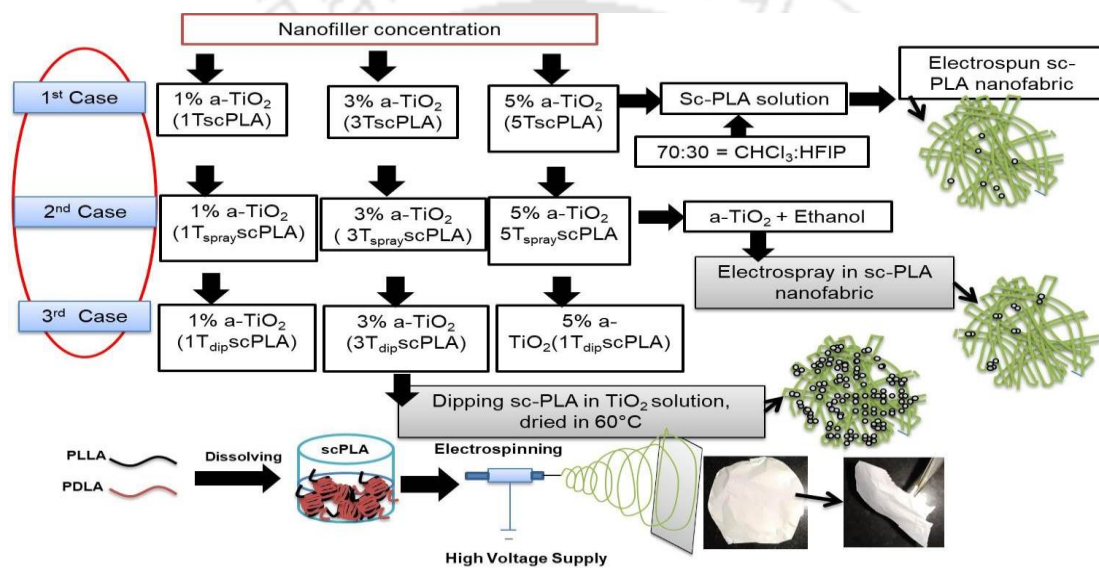 Nanofiller concentration
1st Case
1% a-TiO2
(1TscPLA)
3% a-TiO2
(3TscPLA)
5% a-TiO2
(5TscPLA)
Sc-PLA solution
Electrospun sc-
PLA nanofabric
70:30 = CHCl3:HFIP
2nd Case
1% a-TiO2
(1TsprayscPLA)
3% a-TiO2
( 3TsprayscPLA)
5% a-TiO2
5TsprayscPLA
a-TiO2 + Ethanol
Electrospray in sc-PLA
nanofabric
3rd Case
1% a-TiO2
(1TdipscPLA)
3% a-TiO2
(3TdipscPLA)
5% a-
TiO2(1TdipscPLA)
Dipping sc-PLA in TiO2 solution,
dried in 60°C
PLLA
PDLA
Dissolving
scPLA
Electrospinning
High Voltage Supply